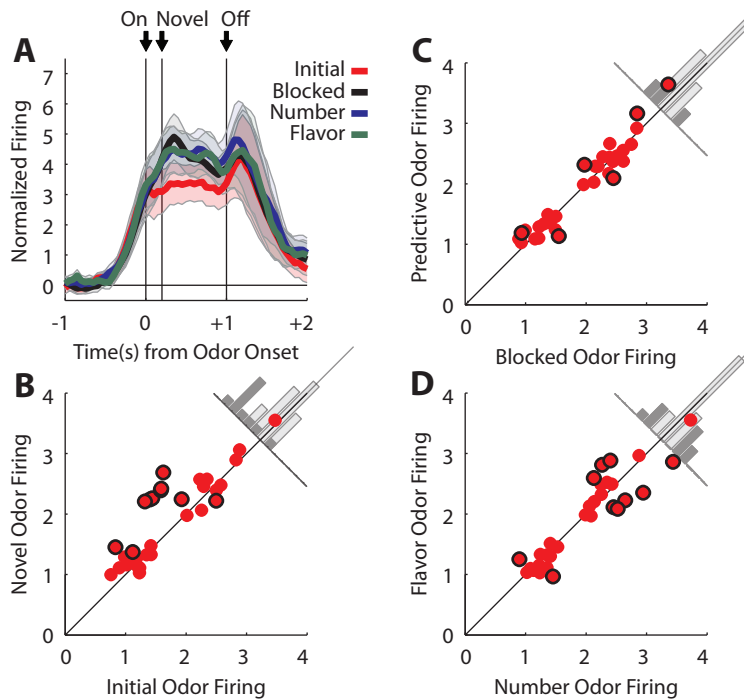 On Novel Off
A
Initial
Blocked
Number
Flavor
Normalized Firing
7
6
5
4
3
2
1
0
-1 0 +1 +2
Time(s) from Odor Onset
C
Predictive Odor Firing
4
3
2
1
0
0 1 2 3 4
Blocked Odor Firing
B
Novel Odor Firing
4
3
2
1
0
0 1 2 3 4
Initial Odor Firing
D
Flavor Odor Firing
4
3
2
1
0
0 1 2 3 4
Number Odor Firing